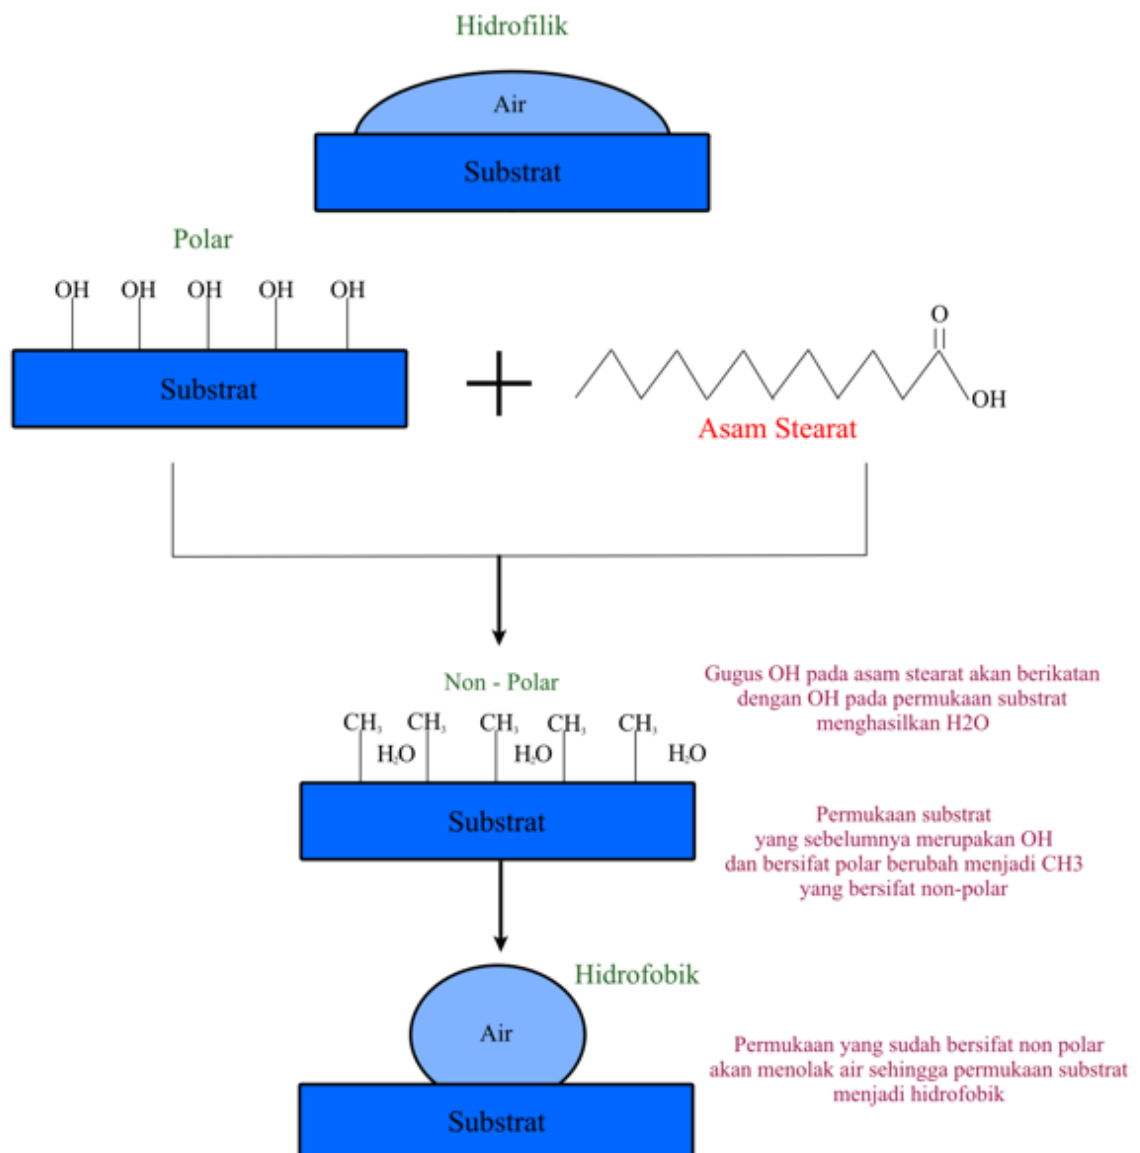 Hidrofilik
Air
Substrat
Polar
OH OH OH OH OH
Substrat
O
OH
Asam Stearat
Non - Polar
CH₃ CH₃ CH₃ CH₃ CH₃
H₂O H₂O H₂O
Substrat
Gugus OH pada asam stearat akan berikatan
dengan OH pada permukaan substrat
menghasilkan H2O
Permukaan substrat
yang sebelumnya merupakan OH
dan bersifat polar berubah menjadi CH3
yang bersifat non-polar
Hidrofobik
Air
Substrat
Permukaan yang sudah bersifat non polar
akan menolak air sehingga permukaan substrat
menjadi hidrofobik